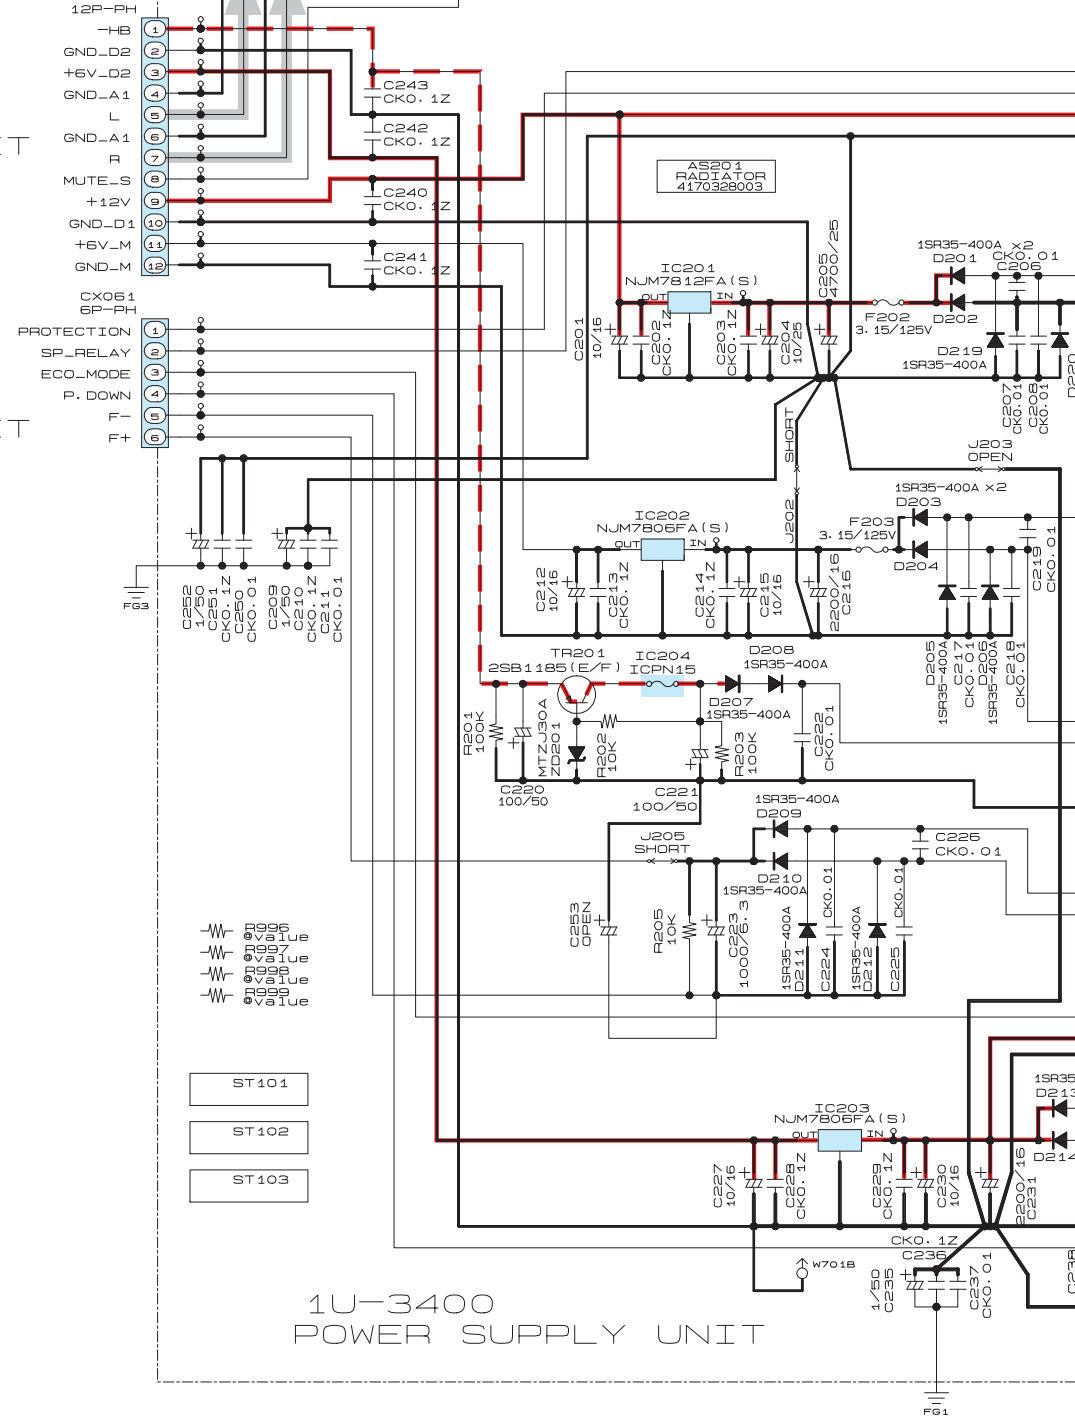 12P-PH
-HB 1
GND_D2 2
+6V_D2 3
GND_A1 4
L 5
GND_A1 6
R 7
MUTE_S 8
+12V 9
GND_D1 10
+6V_M 11
GND_M 12
ET
CX061
6P-PH
PROTECTION 1
SP_RELAY 2
ECO_MODE 3
P.DOWN 4
F- 5
F+ 6
ET
C243
CK0.1Z
C242
CK0.1Z
C240
CK0.1Z
C241
CK0.1Z
AS201
RADIATOR
4170328003
IC201
NJM7812FA(S)
OUT
IN
C201
10/16
C202
CK0.1Z
C203
CK0.1Z
C204
10/25
C205
4700/25
F202
3.15/125V
1SR35-400A x2
D201
D202
CK0.01
C206
D219
1SR35-400A
C207
CK0.01
C208
CK0.01
D220
SHORT
J202
J203
OPEN
1SR35-400A x2
D203
D204
F203
3.15/125V
IC202
NJM7806FA(S)
OUT
IN
C212
10/16
C213
CK0.1Z
C214
CK0.1Z
C215
10/16
2200/16
C216
C219
CK0.01
D205
1SR35-400A
C217
CK0.01
D206
1SR35-400A
C218
CK0.01
FG3
C252
1/50
C251
CK0.1Z
C250
CK0.01
C209
1/50
C210
CK0.1Z
C211
CK0.01
TR201
2SB1185(E/F)
IC204
ICPN15
D208
1SR35-400A
D207
1SR35-400A
R201
100K
C220
100/50
MTZJ30A
ZD201
R202
10K
C221
100/50
R203
100K
C222
CK0.01
J205
SHORT
1SR35-400A
D209
D210
1SR35-400A
C226
CK0.01
C253
OPEN
R205
10K
C223
1000/6.3
1SR35-400A
D211
CK0.01
C224
1SR35-400A
D212
CK0.01
C225
R996
@value
R997
@value
R998
@value
R999
@value
ST101
ST102
ST103
IC203
NJM7806FA(S)
OUT
IN
C227
10/16
C228
CK0.1Z
C229
CK0.1Z
C230
10/16
2200/16
C231
1SR35
D213
D214
W701B
CK0.1Z
C236
1/50
C235
C237
CK0.01
C238
FG1
1U-3400
POWER SUPPLY UNIT